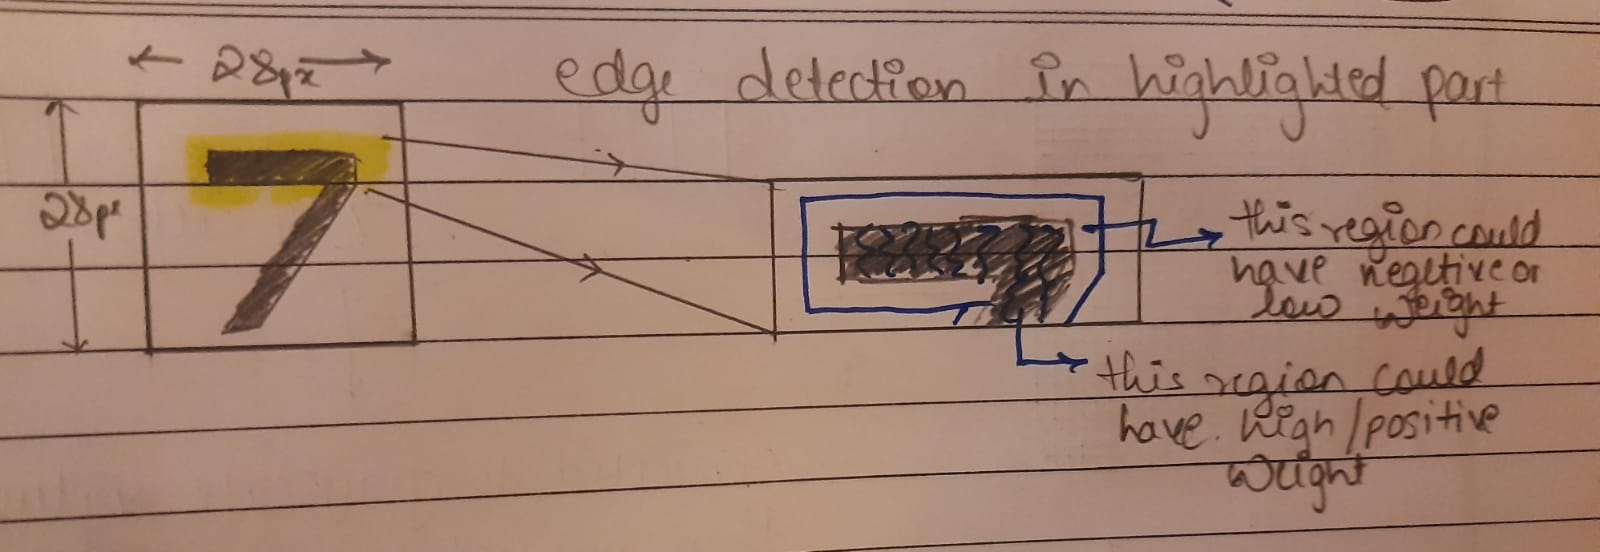 28px
edge detection in highlighted part
28px
this region could
have negetive or
low weight
this region could
have. high/positive
weight